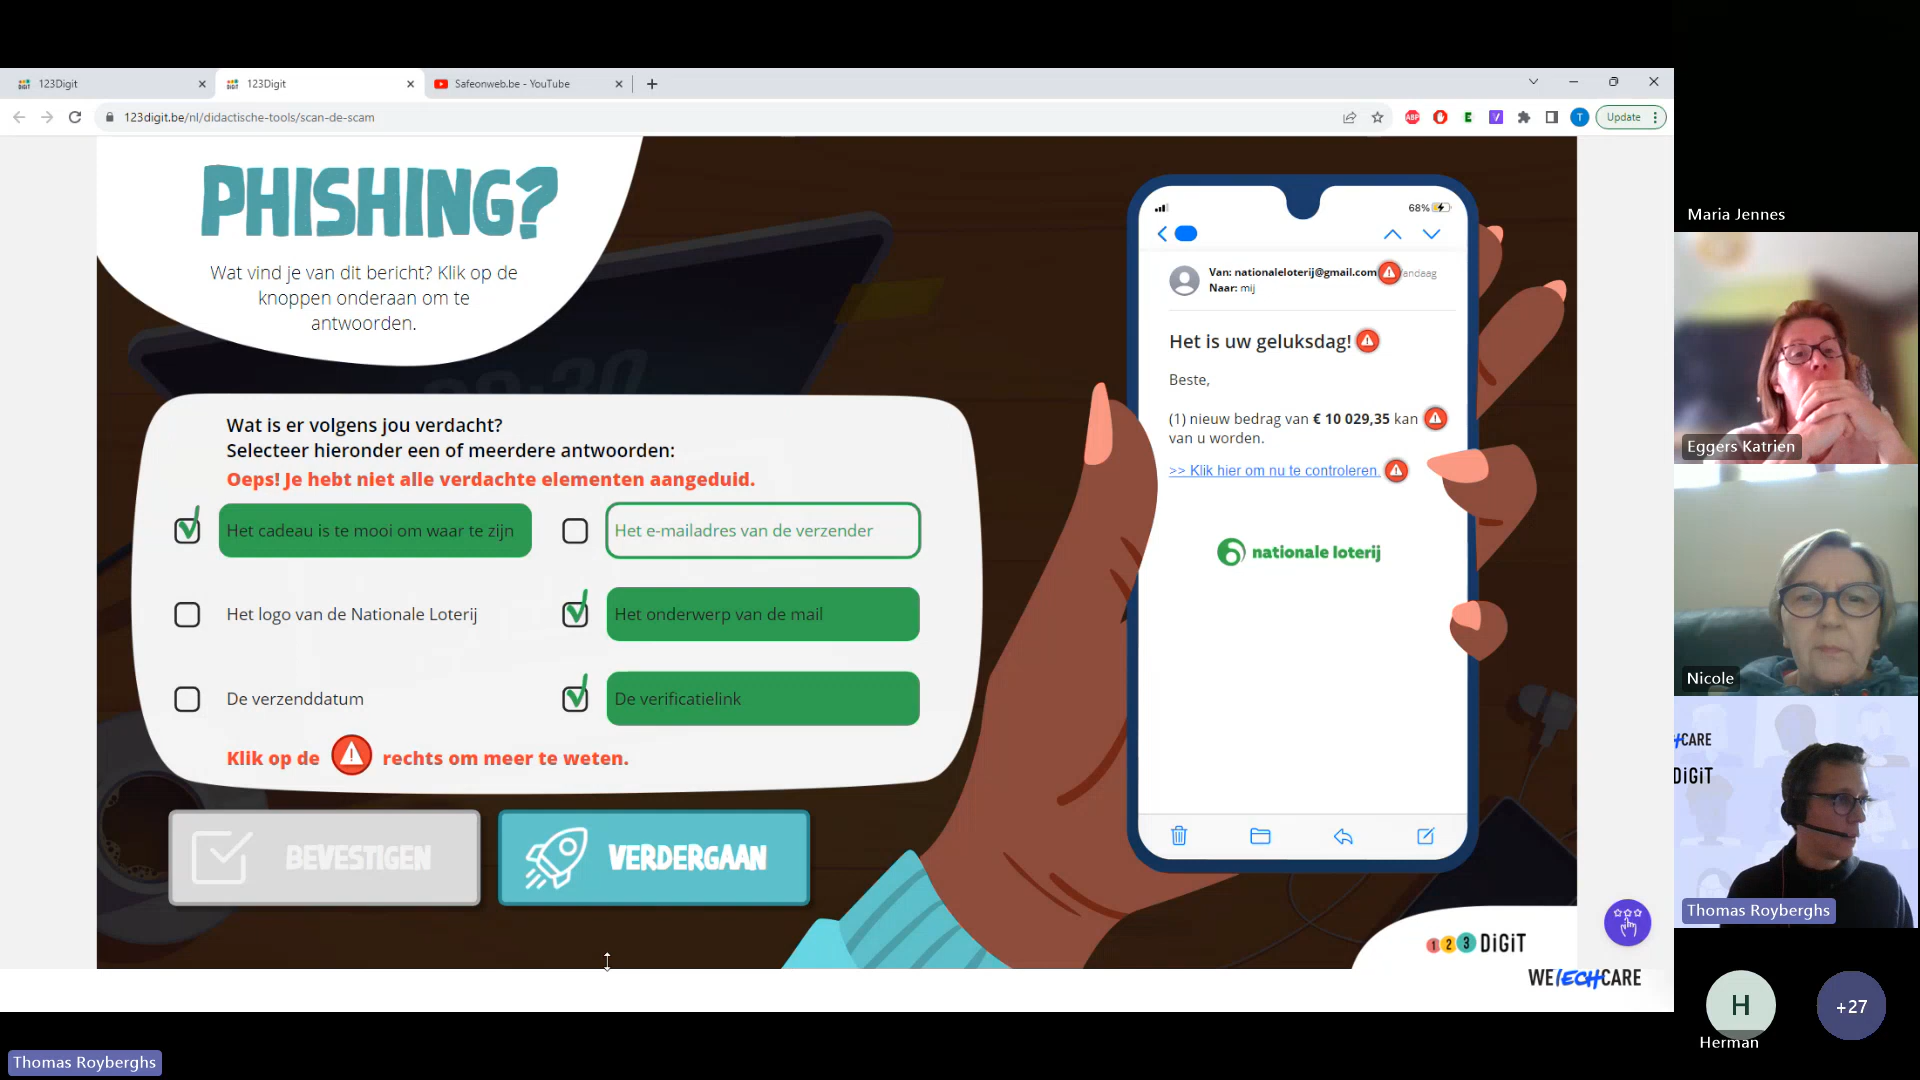 123Digit
123Digit
Safeonweb.be - YouTube
123digit.be/nl/didactische-tools/scan-de-scam
ABP
T
Update
PHISHING?
Wat vind je van dit bericht? Klik op de
knoppen onderaan om te
antwoorden.
Wat is er volgens jou verdacht?
Selecteer hieronder een of meerdere antwoorden:
Oeps! Je hebt niet alle verdachte elementen aangeduid.
Het cadeau is te mooi om waar te zijn
Het e-mailadres van de verzender
Het logo van de Nationale Loterij
Het onderwerp van de mail
De verzenddatum
De verificatielink
Klik op de rechts om meer te weten.
BEVESTIGEN
VERDERGAAN
68%
Van: nationaleloterij@gmail.com
Naar: mij
Het is uw geluksdag!
Beste,
(1) nieuw bedrag van € 10 029,35 kan
van u worden.
>> Klik hier om nu te controleren.
nationale loterij
123 DiGiT
WETECHCARE
Maria Jennes
Eggers Katrien
Nicole
CARE
DiGiT
Thomas Royberghs
H
Herman
+27
Thomas Royberghs